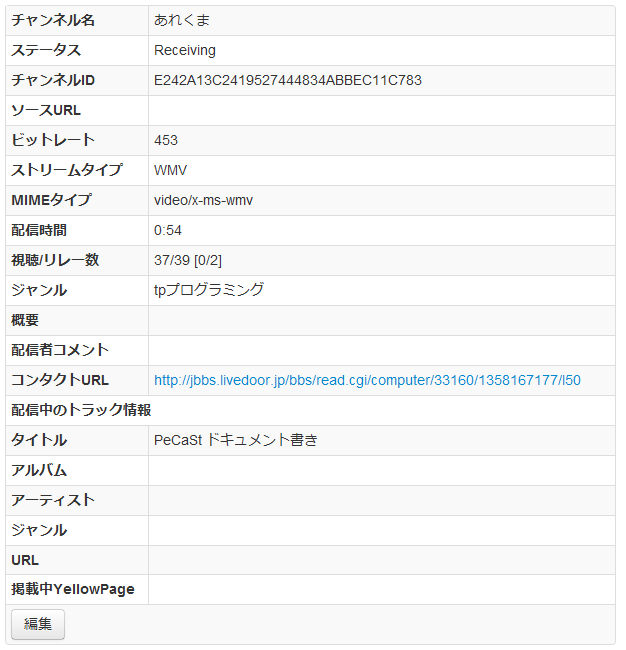 チャンネル名 あれくま
ステータス Receiving
チャンネルID E242A13C2419527444834ABBEC11C783
ソースURL
ビットレート 453
ストリームタイプ WMV
MIMEタイプ video/x-ms-wmv
配信時間 0:54
視聴/リレー数 37/39 [0/2]
ジャンル tpプログラミング
概要
配信者コメント
コンタクトURL http://jbbs.livedoor.jp/bbs/read.cgi/computer/33160/1358167177/l50
配信中のトラック情報
タイトル PeCaSt ドキュメント書き
アルバム
アーティスト
ジャンル
URL
掲載中YellowPage
編集